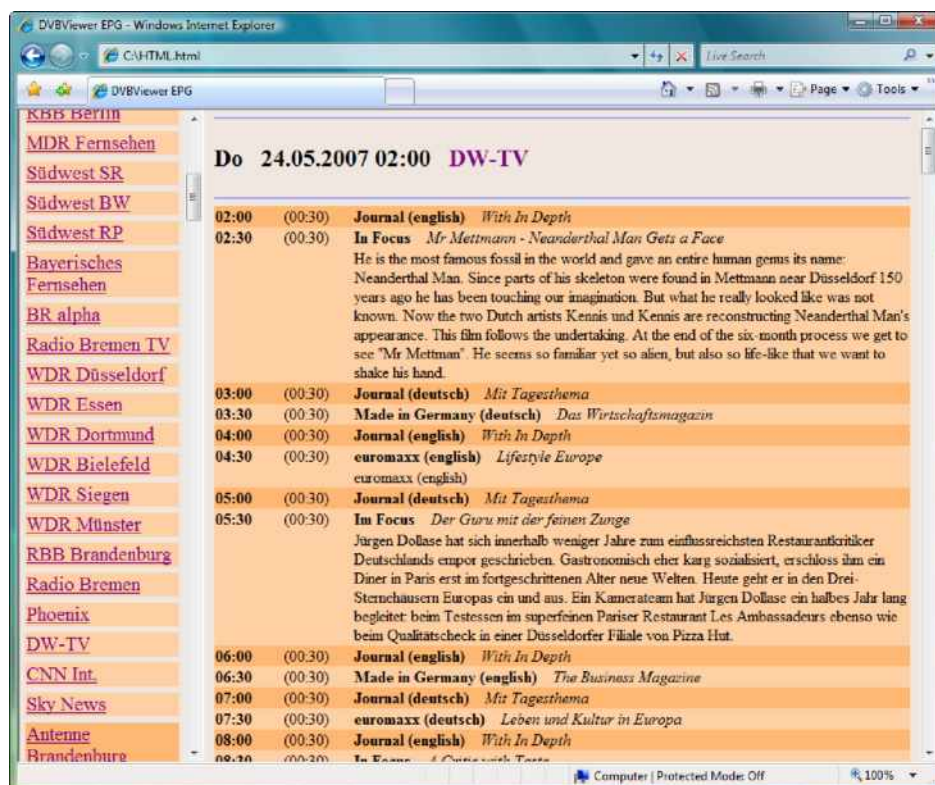 DVBViewer EPG - Windows Internet Explorer
C:\HTML.html
Live Search
DVBViewer EPG
Page
Tools
RBB Berlin
MDR Fernsehen
Südwest SR
Südwest BW
Südwest RP
Bayerisches
Fernsehen
BR alpha
Radio Bremen TV
WDR Düsseldorf
WDR Essen
WDR Dortmund
WDR Bielefeld
WDR Siegen
WDR Münster
RBB Brandenburg
Radio Bremen
Phoenix
DW-TV
CNN Int.
Sky News
Antenne
Brandenburg
Do 24.05.2007 02:00 DW-TV
02:00 (00:30) Journal (english) With In Depth
02:30 (00:30) In Focus Mr Mettmann - Neanderthal Man Gets a Face
He is the most famous fossil in the world and gave an entire human genus its name:
Neanderthal Man. Since parts of his skeleton were found in Mettmann near Düsseldorf 150
years ago he has been touching our imagination. But what he really looked like was not
known. Now the two Dutch artists Kennis und Kennis are reconstructing Neanderthal Man's
appearance. This film follows the undertaking. At the end of the six-month process we get to
see "Mr Mettman". He seems so familiar yet so alien, but also so life-like that we want to
shake his hand.
03:00 (00:30) Journal (deutsch) Mit Tagesthema
03:30 (00:30) Made in Germany (deutsch) Das Wirtschaftsmagazin
04:00 (00:30) Journal (english) With In Depth
04:30 (00:30) euromaxx (english) Lifestyle Europe
euromaxx (english)
05:00 (00:30) Journal (deutsch) Mit Tagesthema
05:30 (00:30) Im Focus Der Guru mit der feinen Zunge
Jürgen Dollase hat sich innerhalb weniger Jahre zum einflussreichsten Restaurantkritiker
Deutschlands empor geschrieben. Gastronomisch eher karg sozialisiert, erschloss ihm ein
Diner in Paris erst im fortgeschrittenen Alter neue Welten. Heute geht er in den Drei-
Sternehäusern Europas ein und aus. Ein Kamerateam hat Jürgen Dollase ein halbes Jahr lang
begleitet: beim Testessen im superfeinen Pariser Restaurant Les Ambassadeurs ebenso wie
beim Qualitätscheck in einer Düsseldorfer Filiale von Pizza Hut.
06:00 (00:30) Journal (english) With In Depth
06:30 (00:30) Made in Germany (english) The Business Magazine
07:00 (00:30) Journal (deutsch) Mit Tagesthema
07:30 (00:30) euromaxx (deutsch) Leben und Kultur in Europa
08:00 (00:30) Journal (english) With In Depth
08:30 (00:30) In Focus A Critic with Taste
Computer | Protected Mode: Off
100%